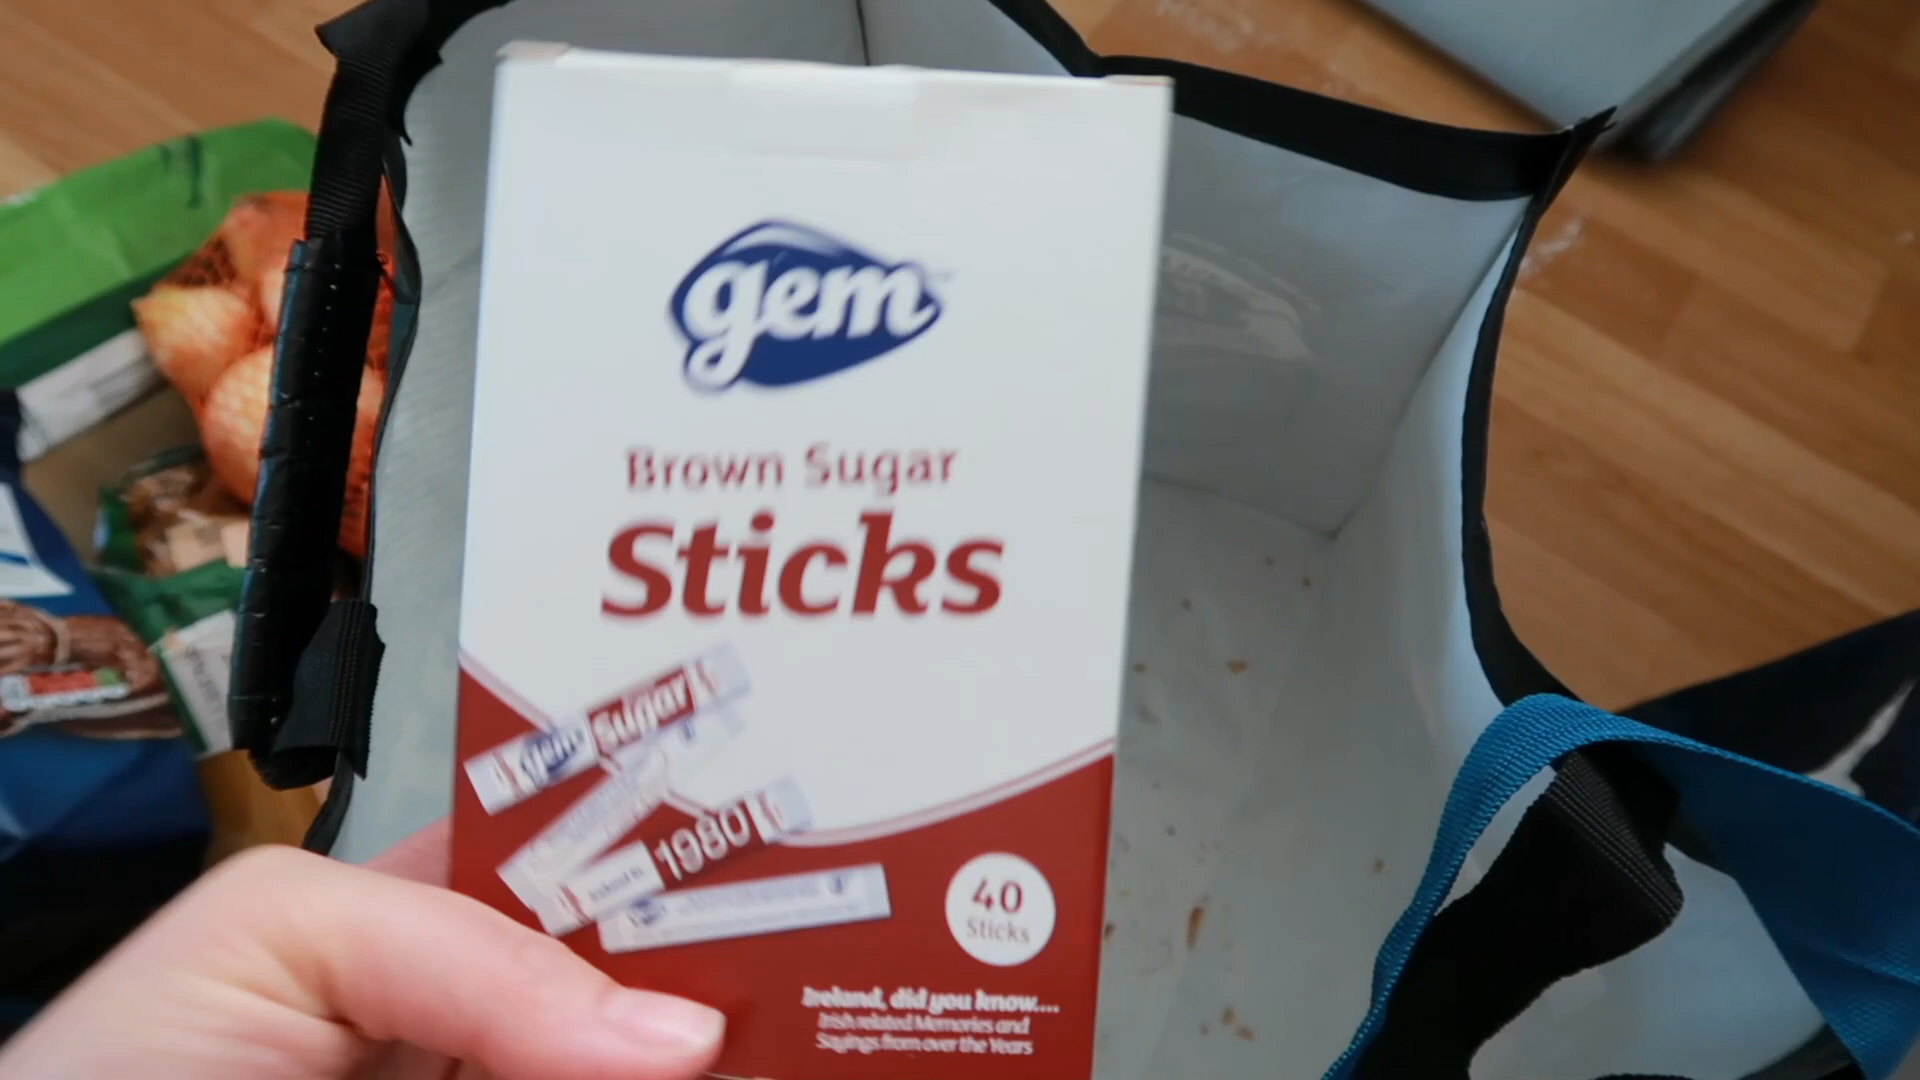 gem
Brown Sugar
Sticks
gem Sugar
1980
40
Sticks
Ireland, did you know....
Irish related Memories and
Sayings from over the Years